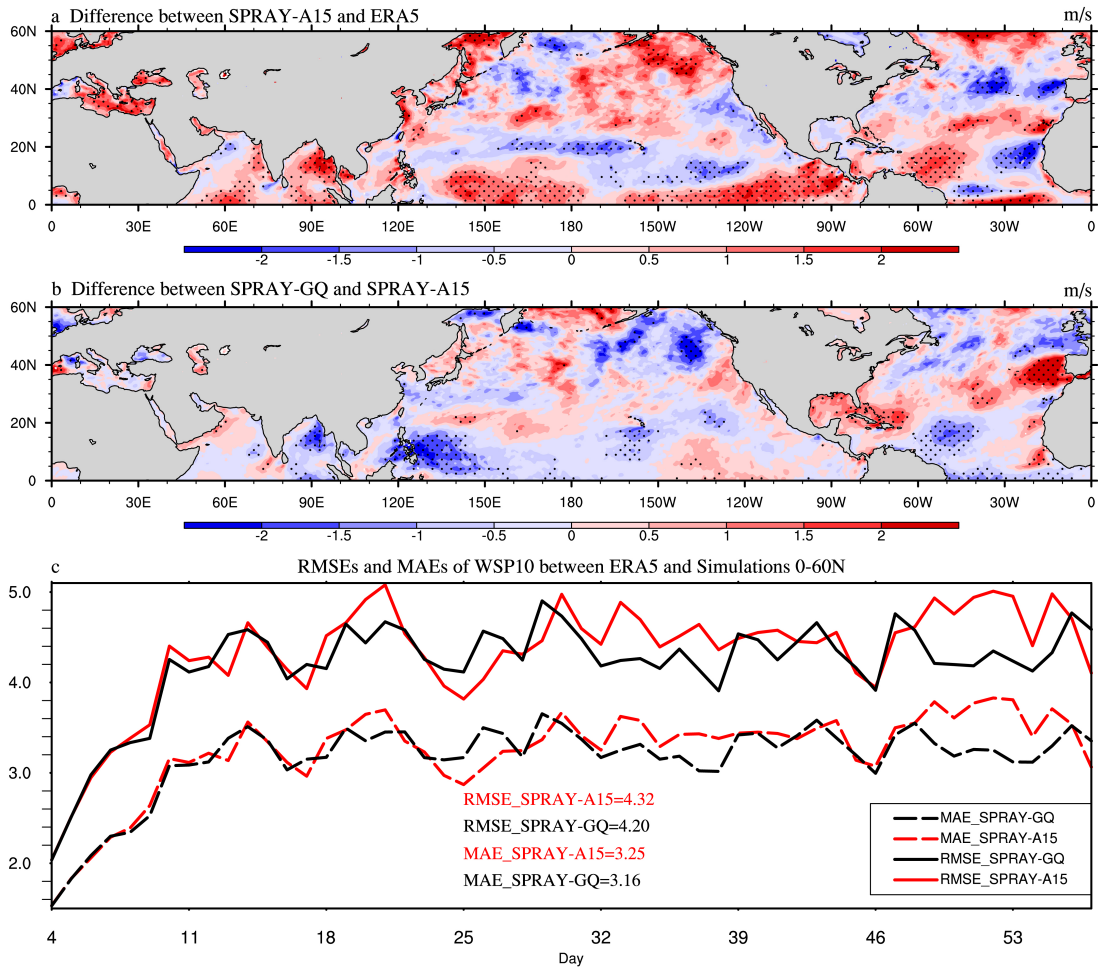 a Difference between SPRAY-A15 and ERA5 m/s
60N
40N
20N
0
0 30E 60E 90E 120E 150E 180 150W 120W 90W 60W 30W 0
-2 -1.5 -1 -0.5 0 0.5 1 1.5 2
b Difference between SPRAY-GQ and SPRAY-A15 m/s
60N
40N
20N
0
0 30E 60E 90E 120E 150E 180 150W 120W 90W 60W 30W 0
-2 -1.5 -1 -0.5 0 0.5 1 1.5 2
c RMSEs and MAEs of WSP10 between ERA5 and Simulations 0-60N
5.0
4.0
3.0
2.0
RMSE_SPRAY-A15=4.32
RMSE_SPRAY-GQ=4.20
MAE_SPRAY-A15=3.25
MAE_SPRAY-GQ=3.16
MAE_SPRAY-GQ
MAE_SPRAY-A15
RMSE_SPRAY-GQ
RMSE_SPRAY-A15
4 11 18 25 32 39 46 53
Day